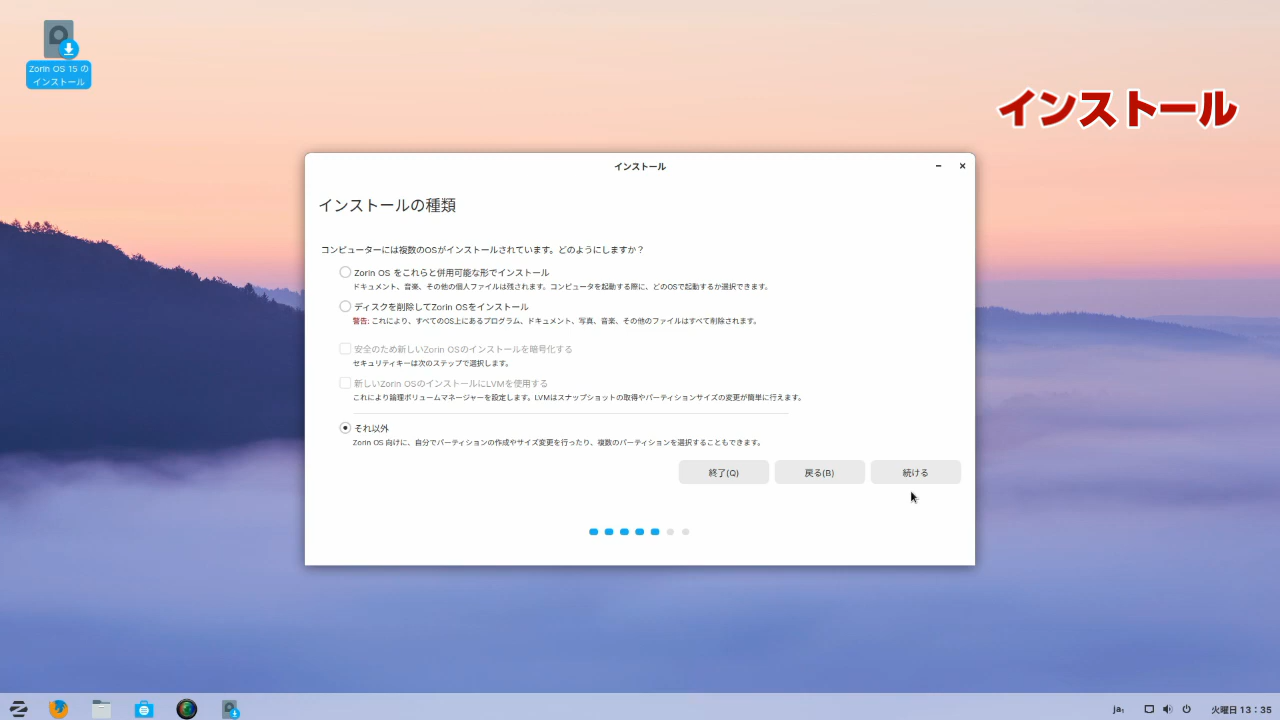 Zorin OS 15 の
インストール
インストール
インストール
インストールの種類
コンピューターには複数のOSがインストールされています。どのようにしますか？
Zorin OS をこれらと併用可能な形でインストール
ドキュメント、音楽、その他の個人ファイルは残されます。コンピュータを起動する際に、どのOSで起動するか選択できます。
ディスクを削除してZorin OSをインストール
警告: これにより、すべてのOS上にあるプログラム、ドキュメント、写真、音楽、その他のファイルはすべて削除されます。
安全のため新しいZorin OSのインストールを暗号化する
セキュリティキーは次のステップで選択します。
新しいZorin OSのインストールにLVMを使用する
これにより論理ボリュームマネージャーを設定します。LVMはスナップショットの取得やパーティションサイズの変更が簡単に行えます。
それ以外
Zorin OS 向けに、自分でパーティションの作成やサイズ変更を行ったり、複数のパーティションを選択することもできます。
終了(Q) 戻る(B) 続ける
ja₁ 火曜日 13 : 35